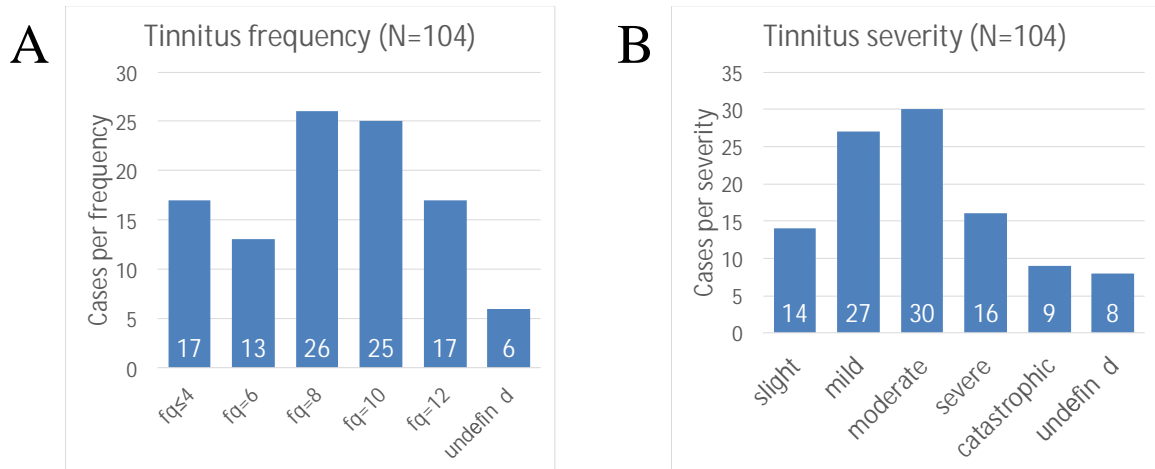 A
Tinnitus frequency (N=104)
Cases per frequency
30
25
20
15
10
5
0
17
13
26
25
17
6
fq≤4
fq=6
fq=8
fq=10
fq=12
undefin d
B
Tinnitus severity (N=104)
Cases per severity
35
30
25
20
15
10
5
0
14
27
30
16
9
8
slight
mild
moderate
severe
catastrophic
undefin d